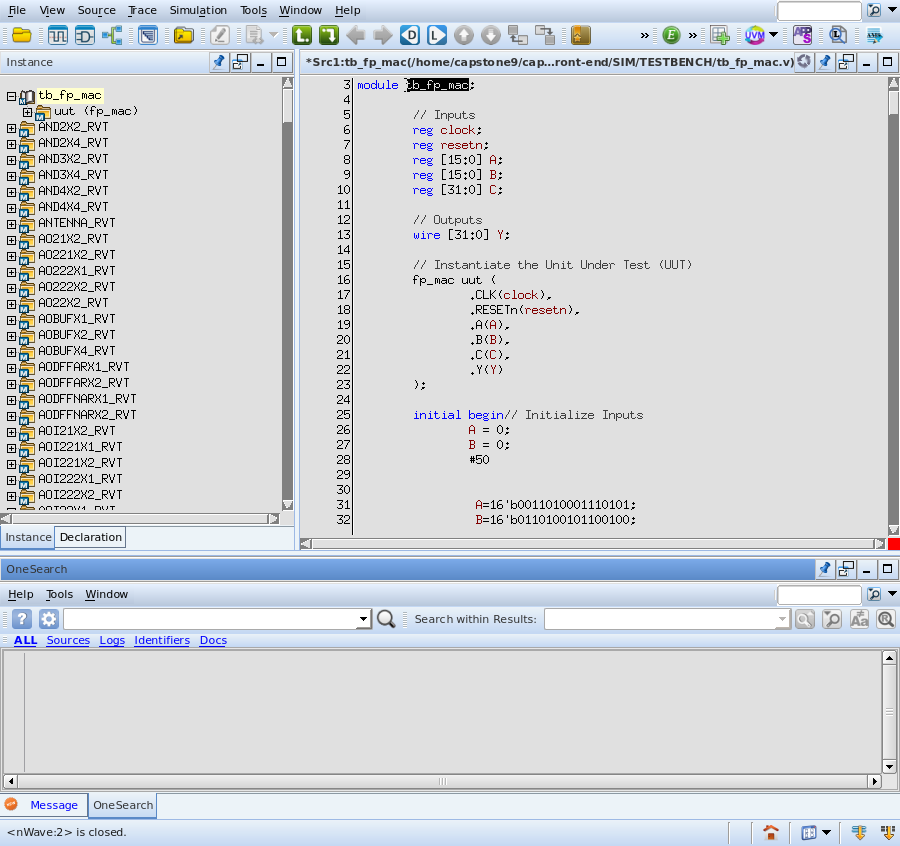 File View Source Trace Simulation Tools Window Help
Instance
*Src1:tb_fp_mac(/home/capstone9/cap...ront-end/SIM/TESTBENCH/tb_fp_mac.v)
tb_fp_mac
uut (fp_mac)
AND2X2_RVT
AND2X4_RVT
AND3X2_RVT
AND3X4_RVT
AND4X2_RVT
AND4X4_RVT
ANTENNA_RVT
AO21X2_RVT
AO221X2_RVT
AO222X1_RVT
AO222X2_RVT
AO22X2_RVT
AOBUFX1_RVT
AOBUFX2_RVT
AOBUFX4_RVT
AODFFARX1_RVT
AODFFARX2_RVT
AODFFNARX1_RVT
AODFFNARX2_RVT
AOI21X2_RVT
AOI221X1_RVT
AOI221X2_RVT
AOI222X1_RVT
AOI222X2_RVT
Instance Declaration
3 module tb_fp_mac;
4
5 // Inputs
6 reg clock;
7 reg resetn;
8 reg [15:0] A;
9 reg [15:0] B;
10 reg [31:0] C;
11
12 // Outputs
13 wire [31:0] Y;
14
15 // Instantiate the Unit Under Test (UUT)
16 fp_mac uut (
17 .CLK(clock),
18 .RESETn(resetn),
19 .A(A),
20 .B(B),
21 .C(C),
22 .Y(Y)
23 );
24
25 initial begin// Initialize Inputs
26 A = 0;
27 B = 0;
28 #50
29
30
31 A=16'b0011010001110101;
32 B=16'b0110100101100100;
OneSearch
Help Tools Window
Search within Results:
ALL Sources Logs Identifiers Docs
Message OneSearch
<nWave:2> is closed.